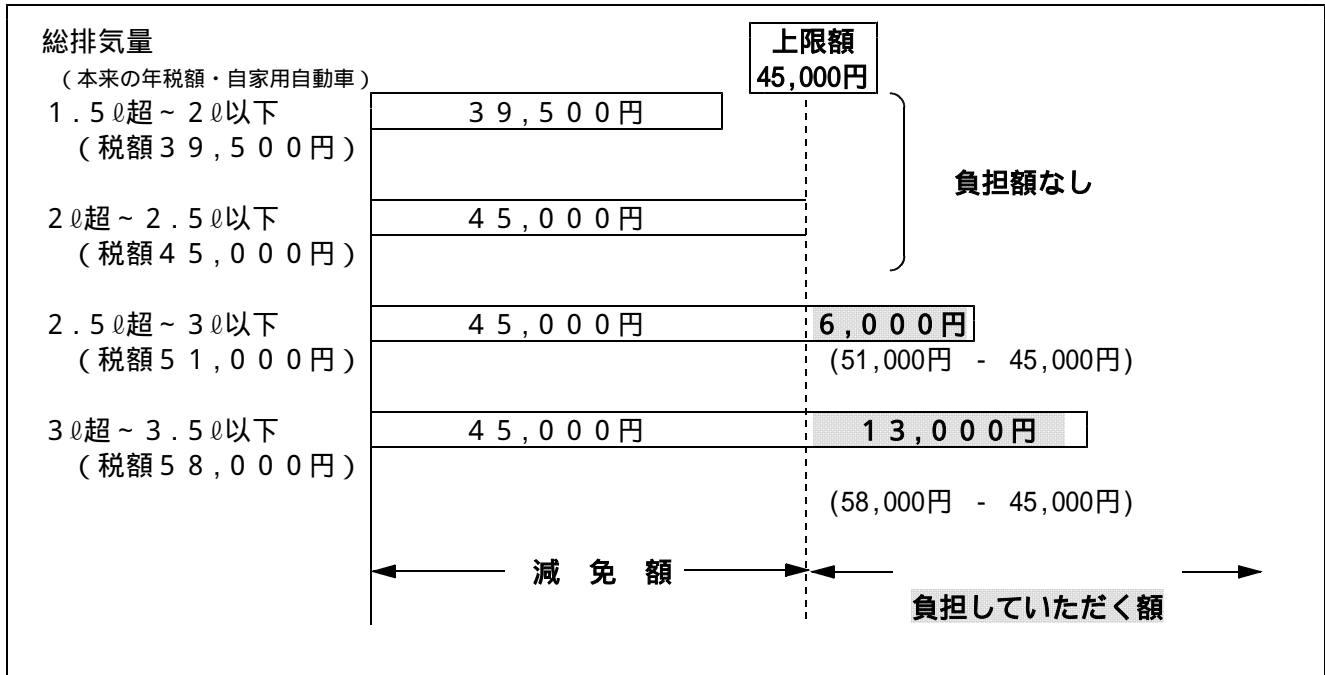 総排気量
（本来の年税額・自家用自動車）
上限額
45,000円
１.５ℓ超～２ℓ以下
（税額３９,５００円）
３９,５００円
負担額なし
２ℓ超～２.５ℓ以下
（税額４５,０００円）
４５,０００円
２.５ℓ超～３ℓ以下
（税額５１,０００円）
４５,０００円
６,０００円
(51,000円 - 45,000円)
３ℓ超～３.５ℓ以下
（税額５８,０００円）
４５,０００円
１３,０００円
(58,000円 - 45,000円)
減 免 額
負担していただく額